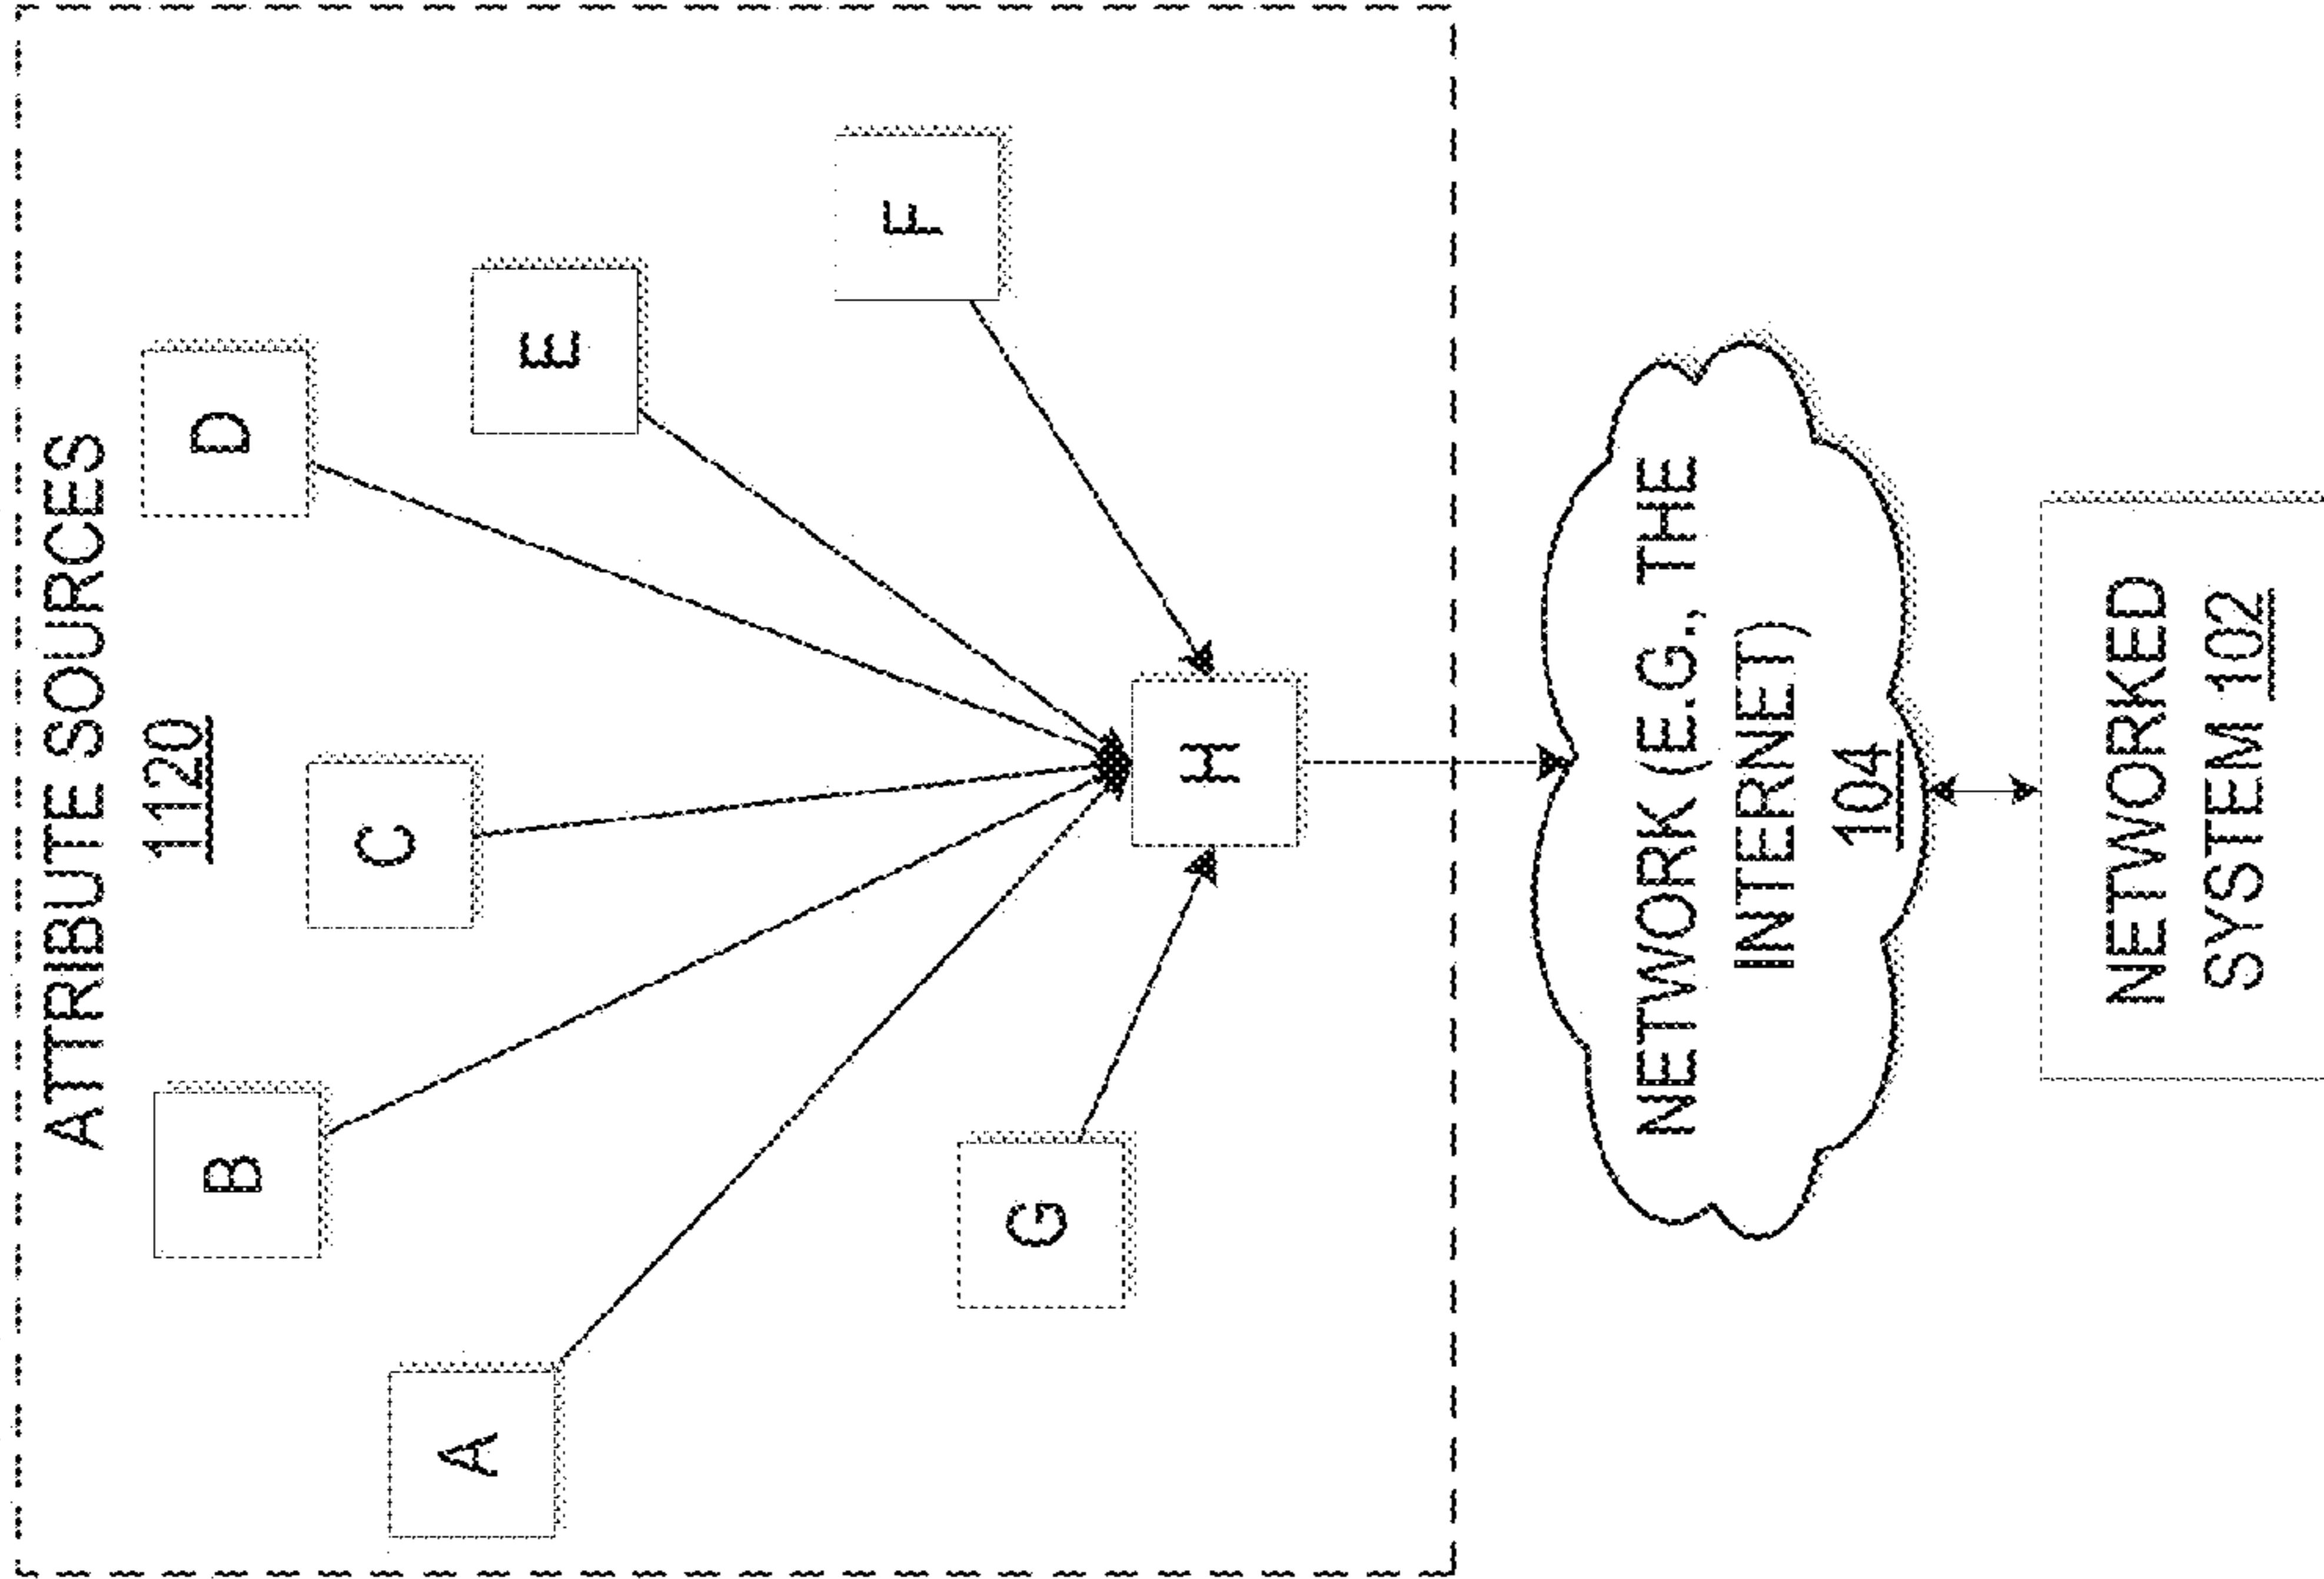 ATTRIBUTE SOURCES
1120
A
B
C
D
E
F
G
H
NETWORK (E.G., THE
INTERNET)
104
NETWORKED
SYSTEM 102